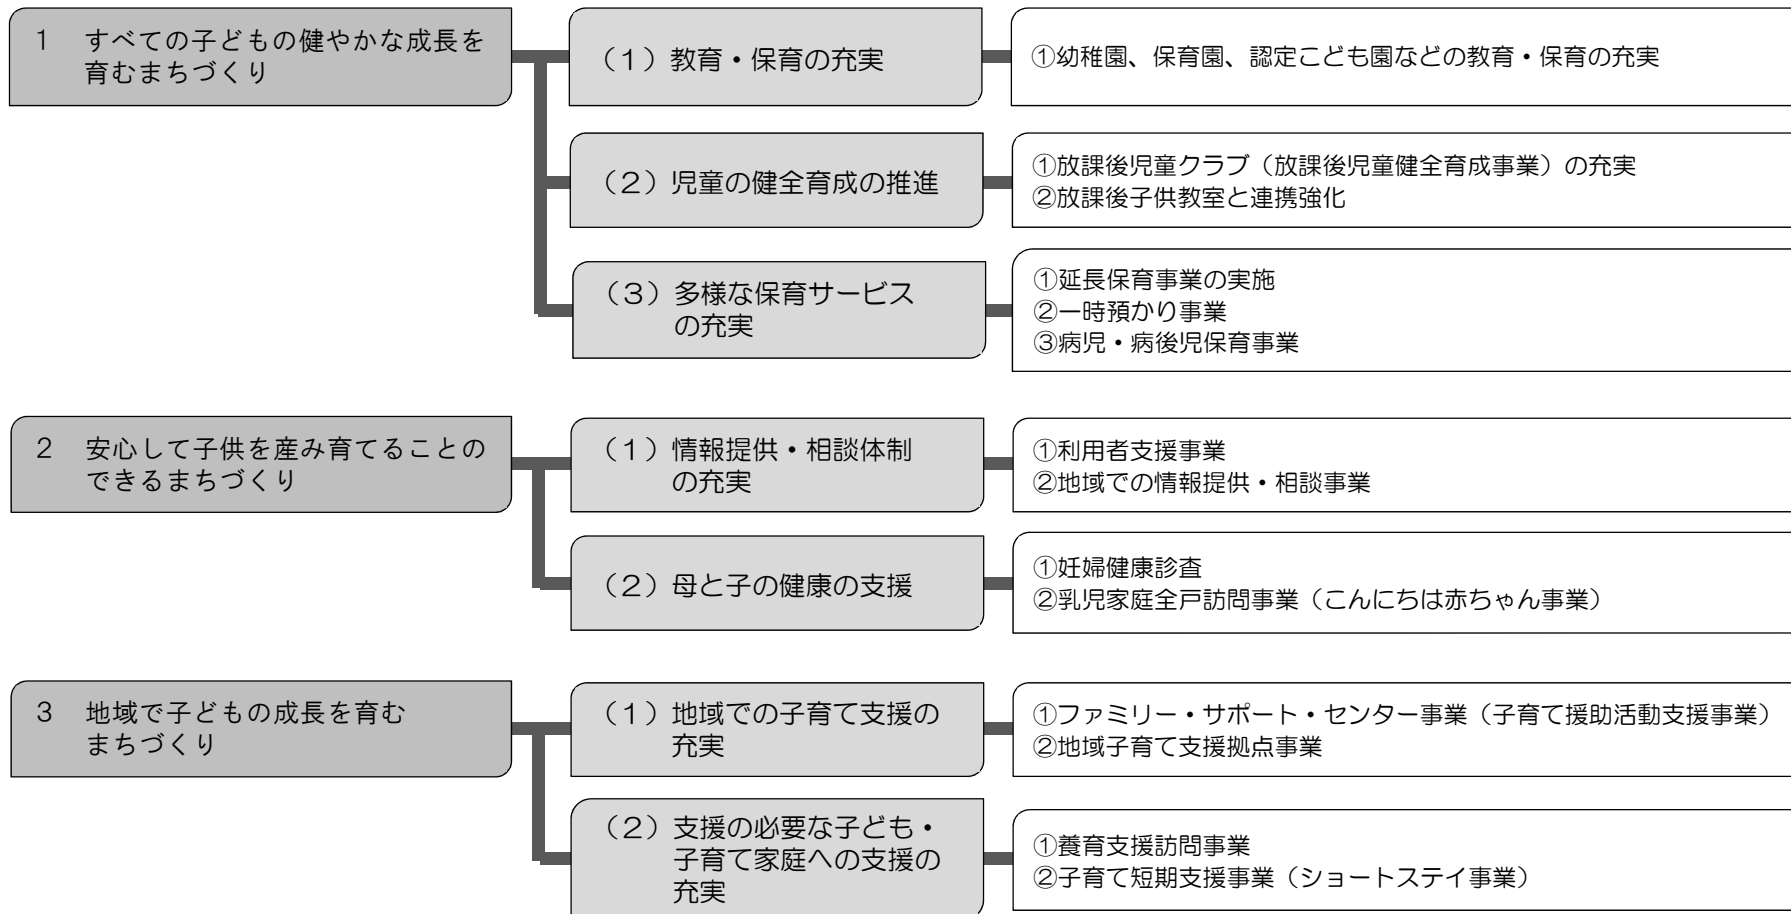 1　すべての子どもの健やかな成長を
育むまちづくり
（１）教育・保育の充実
①幼稚園、保育園、認定こども園などの教育・保育の充実
（２）児童の健全育成の推進
①放課後児童クラブ（放課後児童健全育成事業）の充実
②放課後子供教室と連携強化
（３）多様な保育サービス
の充実
①延長保育事業の実施
②一時預かり事業
③病児・病後児保育事業
2　安心して子供を産み育てることの
できるまちづくり
（１）情報提供・相談体制
の充実
①利用者支援事業
②地域での情報提供・相談事業
（２）母と子の健康の支援
①妊婦健康診査
②乳児家庭全戸訪問事業（こんにちは赤ちゃん事業）
3　地域で子どもの成長を育む
まちづくり
（１）地域での子育て支援の
充実
①ファミリー・サポート・センター事業（子育て援助活動支援事業）
②地域子育て支援拠点事業
（２）支援の必要な子ども・
子育て家庭への支援の
充実
①養育支援訪問事業
②子育て短期支援事業（ショートステイ事業）